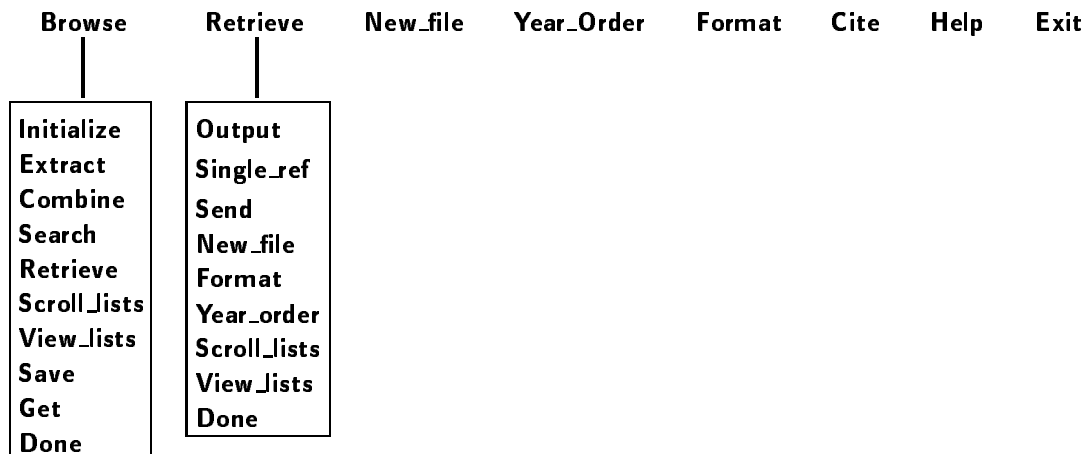 Browse Retrieve New_file Year_Order Format Cite Help Exit
Initialize
Extract
Combine
Search
Retrieve
Scroll_lists
View_lists
Save
Get
Done
Output
Single_ref
Send
New_file
Format
Year_order
Scroll_lists
View_lists
Done